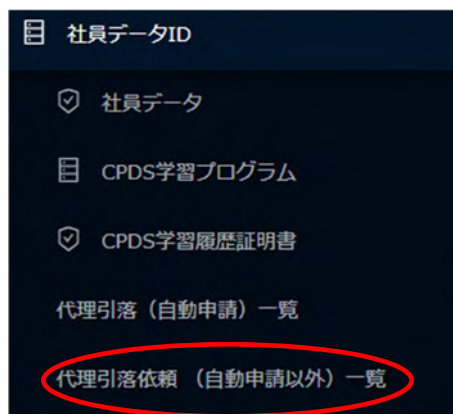 社員データID
社員データ
CPDS学習プログラム
CPDS学習履歴証明書
代理引落（自動申請）一覧
代理引落依頼 （自動申請以外）一覧